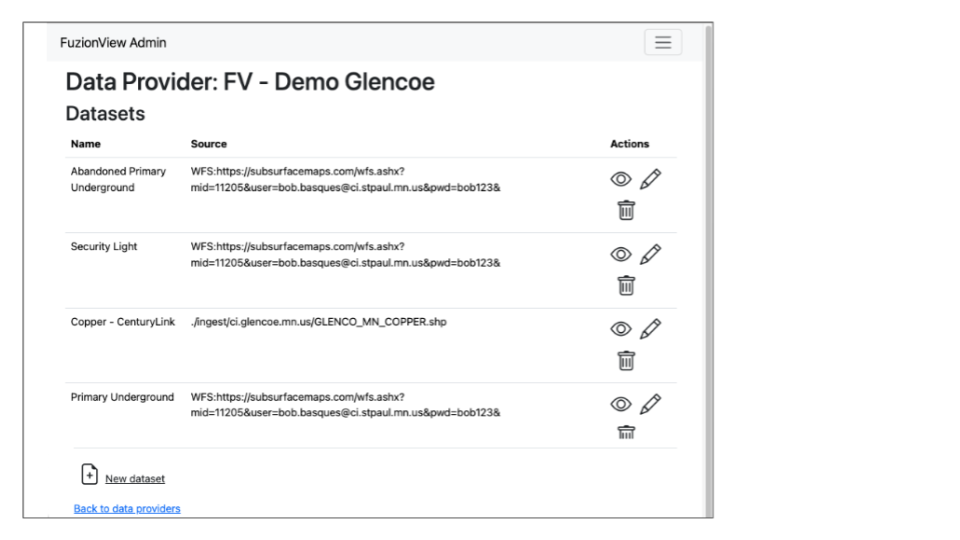 FuzionView Admin
Data Provider: FV - Demo Glencoe
Datasets
Name Source Actions
Abandoned Primary Underground
WFS:https://subsurfacemaps.com/wfs.ashx?
mid=11205&user=bob.basques@ci.stpaul.mn.us&pwd=bob123&
Security Light
WFS:https://subsurfacemaps.com/wfs.ashx?
mid=11205&user=bob.basques@ci.stpaul.mn.us&pwd=bob123&
Copper - CenturyLink
./ingest/ci.glencoe.mn.us/GLENCO_MN_COPPER.shp
Primary Underground
WFS:https://subsurfacemaps.com/wfs.ashx?
mid=11205&user=bob.basques@ci.stpaul.mn.us&pwd=bob123&
New dataset
Back to data providers